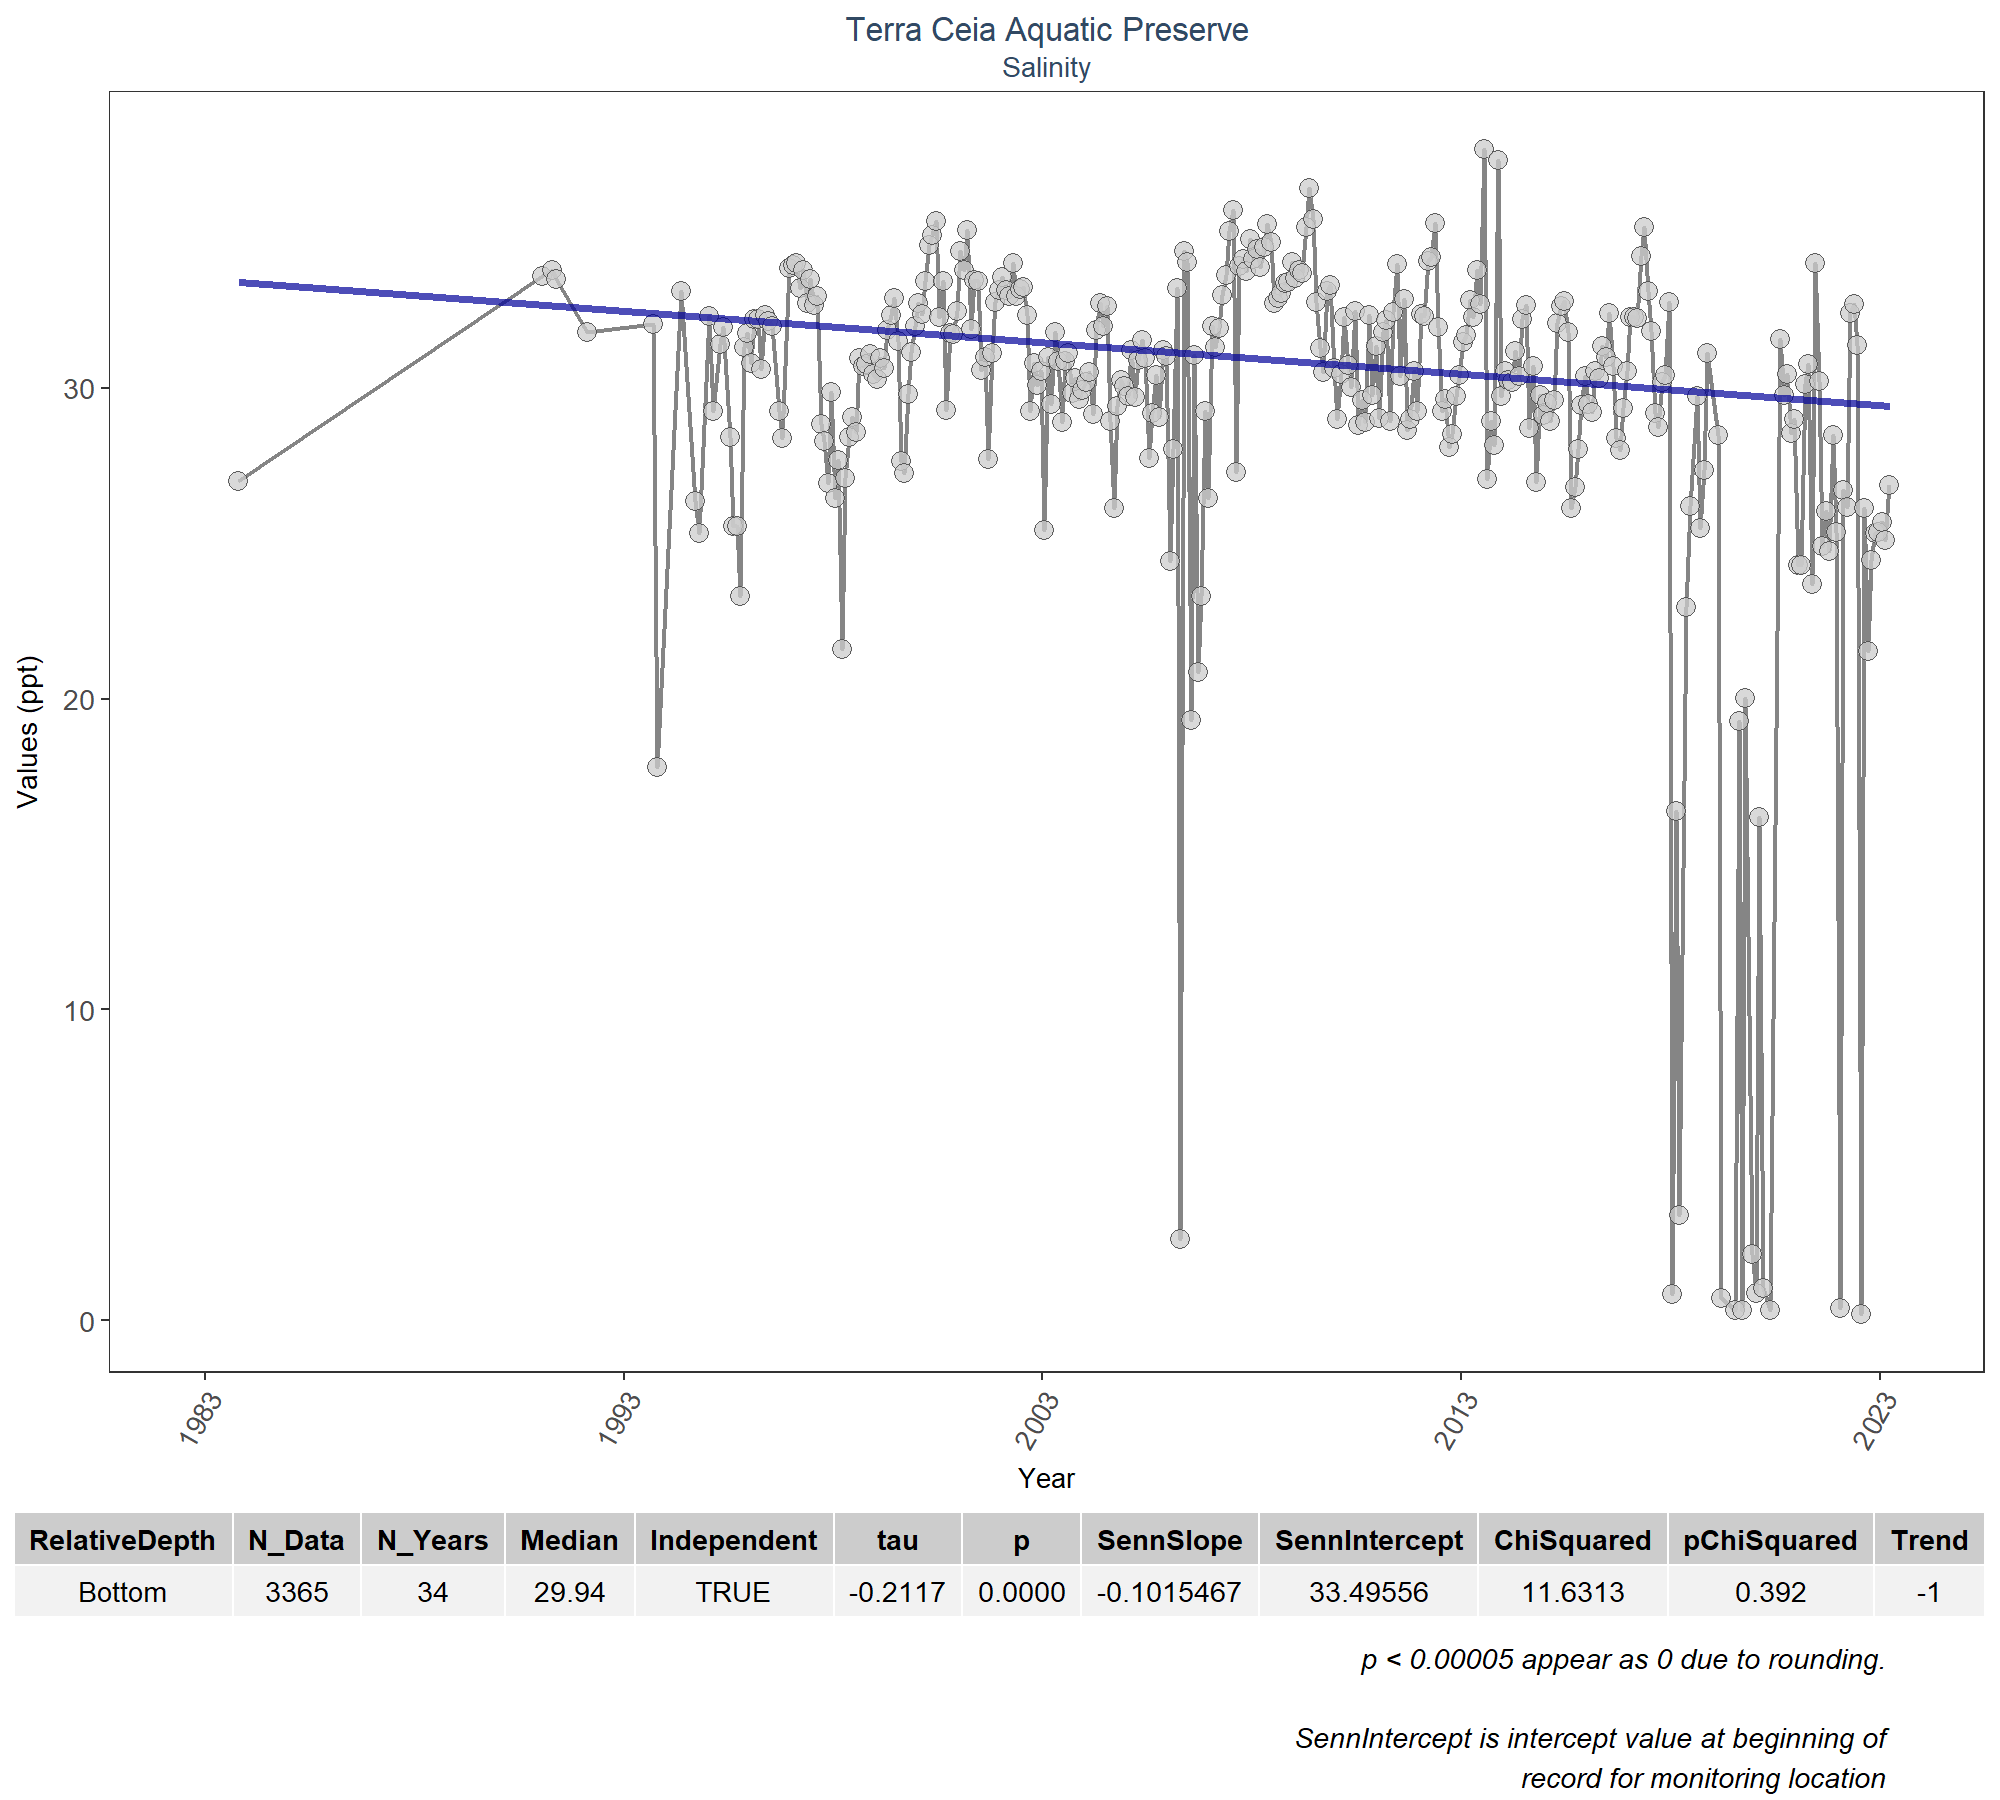 Terra Ceia Aquatic Preserve
Salinity
Values (ppt)
30
20
10
0
1983 1993 2003 2013 2023
Year
RelativeDepth N_Data N_Years Median Independent tau p SennSlope SennIntercept ChiSquared pChiSquared Trend
Bottom 3365 34 29.94 TRUE -0.2117 0.0000 -0.1015467 33.49556 11.6313 0.392 -1
p < 0.00005 appear as 0 due to rounding.
SennIntercept is intercept value at beginning of
record for monitoring location